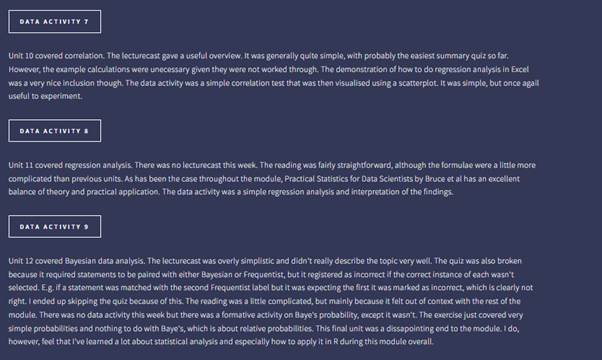 DATA ACTIVITY 7
Unit 10 covered correlation. The lecturecast gave a useful overview. It was generally quite simple, with probably the easiest summary quiz so far.
However, the example calculations were unecessary given they were not worked through. The demonstration of how to do regression analysis in Excel
was a very nice inclusion though. The data activity was a simple correlation test that was then visualised using a scatterplot. It was simple, but once agail
useful to experiment.
DATA ACTIVITY 8
Unit 11 covered regression analysis. There was no lecturecast this week. The reading was fairly straightforward, although the formulae were a little more
complicated than previous units. As has been the case throughout the module, Practical Statistics for Data Scientists by Bruce et al has an excellent
balance of theory and practical application. The data activity was a simple regression analysis and interpretation of the findings.
DATA ACTIVITY 9
Unit 12 covered Bayesian data analysis. The lecturecast was overly simplistic and didn't really describe the topic very well. The quiz was also broken
because it required statements to be paired with either Bayesian or Frequentist, but it registered as incorrect if the correct instance of each wasn't
selected. E.g. if a statement was matched with the second Frequentist label but it was expecting the first it was marked as incorrect, which is clearly not
right. I ended up skipping the quiz because of this. The reading was a little complicated, but mainly because it felt out of context with the rest of the
module. There was no data activity this week but there was a formative activity on Baye's probability, except it wasn't. The exercise just covered very
simple probabilities and nothing to do with Baye's, which is about relative probabilities. This final unit was a dissapointing end to the module. I do,
however, feel that I've learned a lot about statistical analysis and especially how to apply it in R during this module overall.